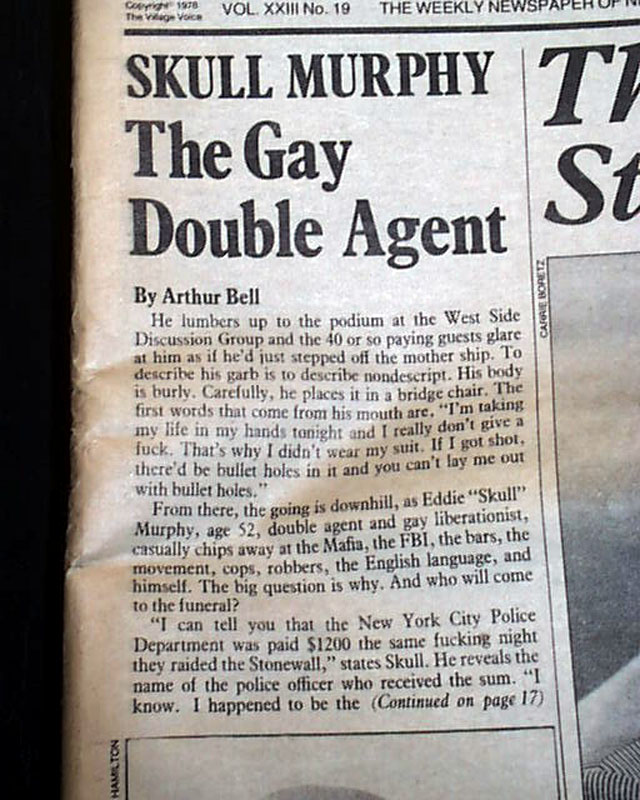 Copyright © 1978
The Village Voice
VOL. XXIII No. 19 THE WEEKLY NEWSPAPER OF
SKULL MURPHY
The Gay
Double Agent
By Arthur Bell
He lumbers up to the podium at the West Side
Discussion Group and the 40 or so paying guests glare
at him as if he'd just stepped off the mother ship. To
describe his garb is to describe nondescript. His body
is burly. Carefully, he places it in a bridge chair. The
first words that come from his mouth are, "I'm taking
my life in my hands tonight and I really don't give a
fuck. That's why I didn't wear my suit. If I got shot,
there'd be bullet holes in it and you can't lay me out
with bullet holes."
From there, the going is downhill, as Eddie "Skull"
Murphy, age 52, double agent and gay liberationist,
casually chips away at the Mafia, the FBI, the bars, the
movement, cops, robbers, the English language, and
himself. The big question is why. And who will come
to the funeral?
"I can tell you that the New York City Police
Department was paid $1200 the same fucking night
they raided the Stonewall," states Skull. He reveals the
name of the police officer who received the sum. "I
know. I happened to be the (Continued on page 17)
St
CARRIE BORETZ
HAMILTON